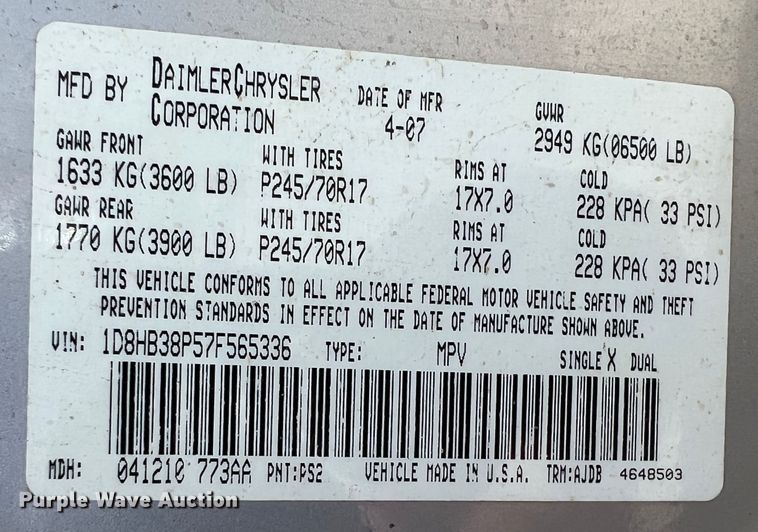 MFD BY DAIMLERCHRYSLER CORPORATION DATE OF MFR 4-07 GVWR 2949 KG(06500 LB)
GAWR FRONT WITH TIRES RIMS AT COLD
1633 KG(3600 LB) P245/70R17 17X7.0 228 KPA( 33 PSI)
GAWR REAR WITH TIRES RIMS AT COLD
1770 KG(3900 LB) P245/70R17 17X7.0 228 KPA( 33 PSI)
THIS VEHICLE CONFORMS TO ALL APPLICABLE FEDERAL MOTOR VEHICLE SAFETY AND THEFT
PREVENTION STANDARDS IN EFFECT ON THE DATE OF MANUFACTURE SHOWN ABOVE.
VIN: 1D8HB38P57F565336 TYPE: MPV SINGLE X DUAL
MDH: 041210 773AA PNT:PS2 VEHICLE MADE IN U.S.A. TRM:AJDB 4648503
Purple Wave Auction